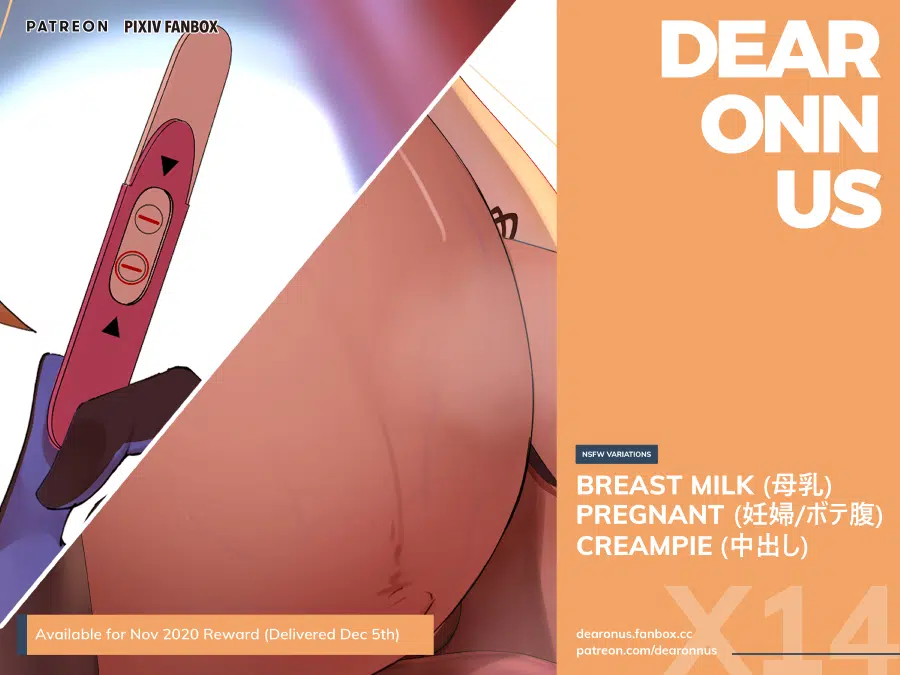 PATREON PIXIV FANBOX
DEAR
ONN
US
NSFW VARIATIONS
BREAST MILK (母乳)
PREGNANT (妊婦/ボテ腹)
CREAMPIE (中出し)
X14
dearonus.fanbox.cc
patreon.com/dearonnus
Available for Nov 2020 Reward (Delivered Dec 5th)